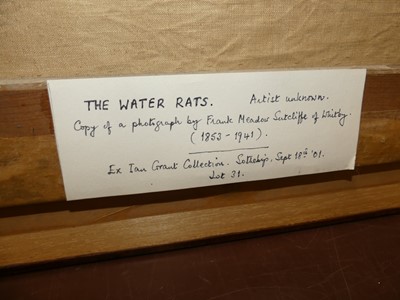 THE WATER RATS. Artist unknown.
Copy of a photograph by Frank Meadow Sutcliffe of Whitby.
(1853-1941).
Ex Ian Grant Collection. Sothebys, Sept 18th '01.
Lot 31.